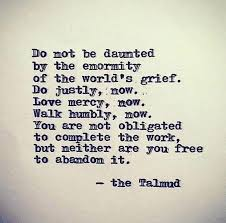 Do not be daunted
by the enormity
of the world's grief.
Do justly, now.
Love mercy, now.
Walk humbly, now.
You are not obligated
to complete the work,
but neither are you free
to abandon it.
— the Talmud